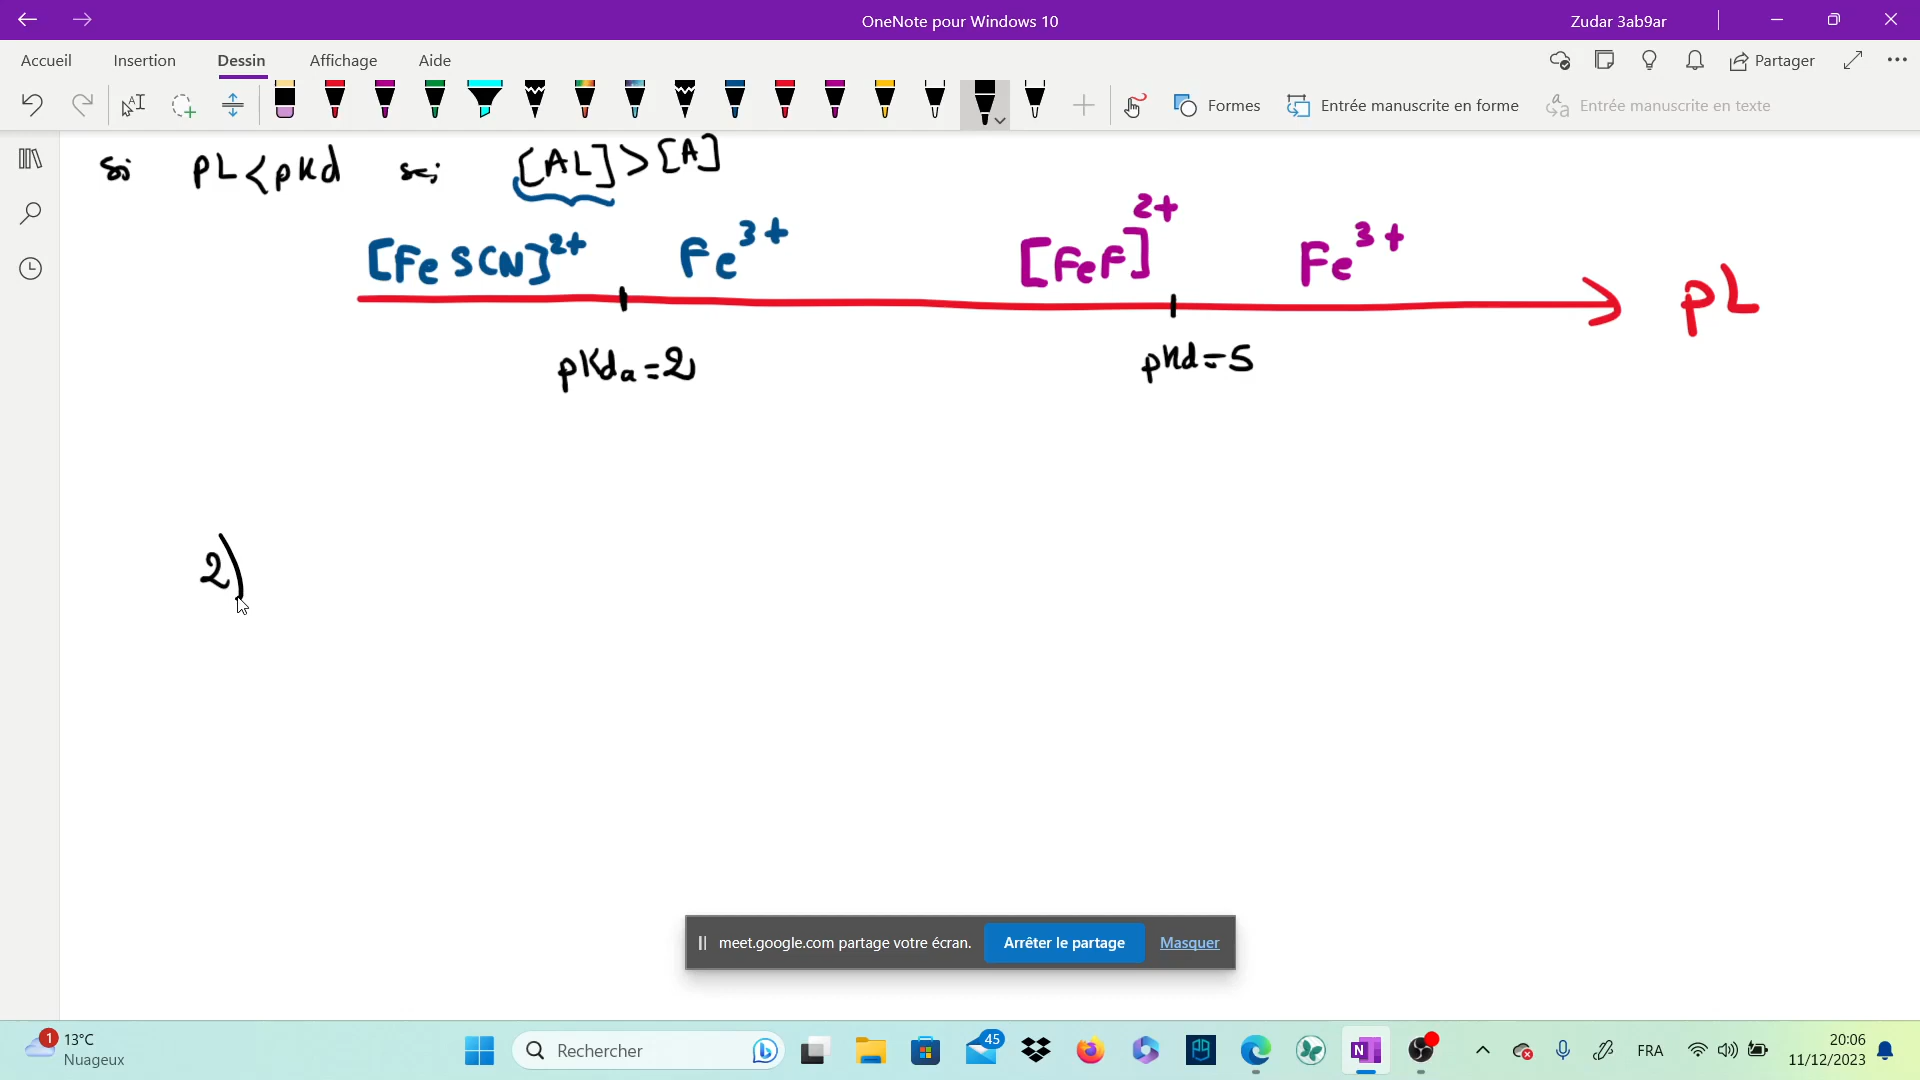 OneNote pour Windows 10
Zudar 3ab9ar
Accueil Insertion Dessin Affichage Aide
Partager
Formes Entrée manuscrite en forme Entrée manuscrite en texte
si pL<pKd si [AL]>[A]
[FeSCN]²⁺ Fe³⁺ [FeF]²⁺ Fe³⁺
pL
pKda=2 pKd=5
2)
meet.google.com partage votre écran. Arrêter le partage Masquer
1 13°C
Nuageux
Rechercher
45
FRA
20:06
11/12/2023